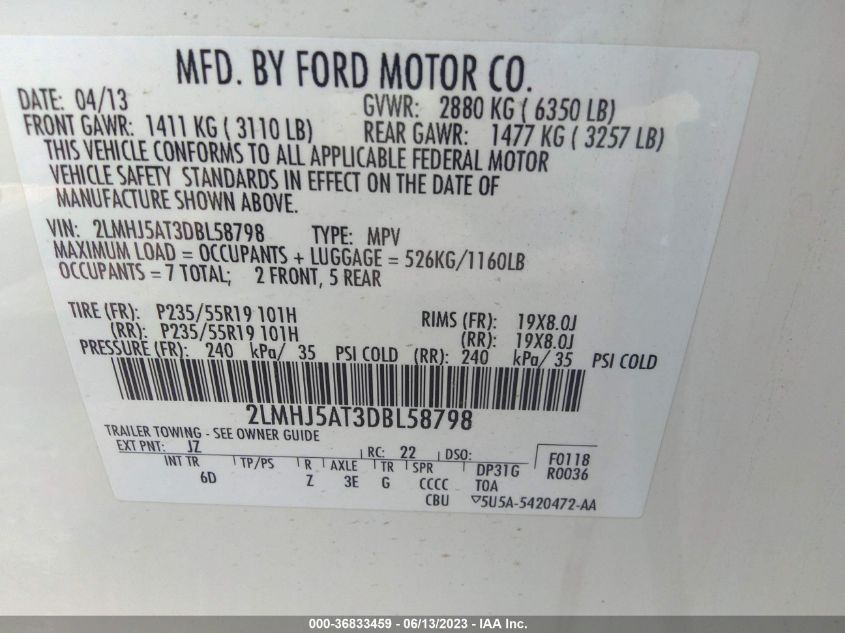 MFD. BY FORD MOTOR CO.
DATE: 04/13 GVWR: 2880 KG ( 6350 LB)
FRONT GAWR: 1411 KG ( 3110 LB) REAR GAWR: 1477 KG ( 3257 LB)
THIS VEHICLE CONFORMS TO ALL APPLICABLE FEDERAL MOTOR
VEHICLE SAFETY STANDARDS IN EFFECT ON THE DATE OF
MANUFACTURE SHOWN ABOVE.
VIN: 2LMHJ5AT3DBL58798 TYPE: MPV
MAXIMUM LOAD = OCCUPANTS + LUGGAGE = 526KG/1160LB
OCCUPANTS = 7 TOTAL; 2 FRONT, 5 REAR
TIRE (FR): P235/55R19 101H RIMS (FR): 19X8.0J
(RR): P235/55R19 101H (RR): 19X8.0J
PRESSURE (FR): 240 kPa/ 35 PSI COLD (RR): 240 kPa/ 35 PSI COLD
2LMHJ5AT3DBL58798
TRAILER TOWING - SEE OWNER GUIDE
EXT PNT: JZ RC: 22 DSO: F0118
INT TR TP/PS R AXLE TR SPR DP31G R0036
6D Z 3E G CCCC TOA
CBU ▽5U5A-5420472-AA
000-36833459 - 06/13/2023 - IAA Inc.